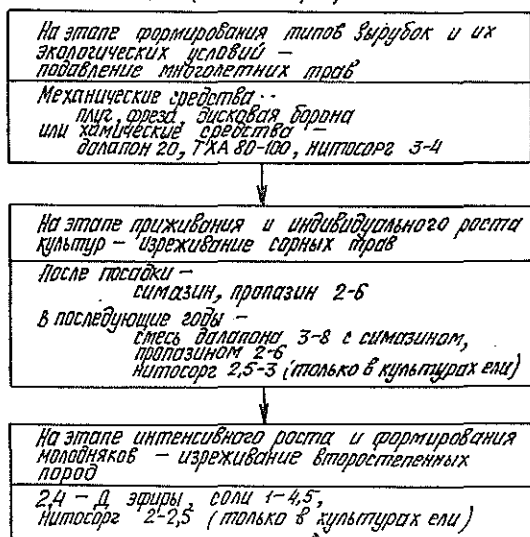 На этапе формирования типов вырубок и их
экологических условий —
подавление многолетних трав
Механические средства —
плуг, фреза, дисковая борона
или химические средства —
далапон 20, ТХА 80-100, нитосорг 3-4
На этапе приживания и индивидуального роста
культур — изреживание сорных трав
После посадки —
симазин, пропазин 2-6
В последующие годы —
смесь далапона 3-8 с симазином,
пропазином 2-6
нитосорг 2,5-3 (только в культурах ели)
На этапе интенсивного роста и формирования
молодняков — изреживание второстепенных
пород
2,4 — Д эфиры, соли 1-4,5,
нитосорг 2-2,5 (только в культурах ели)